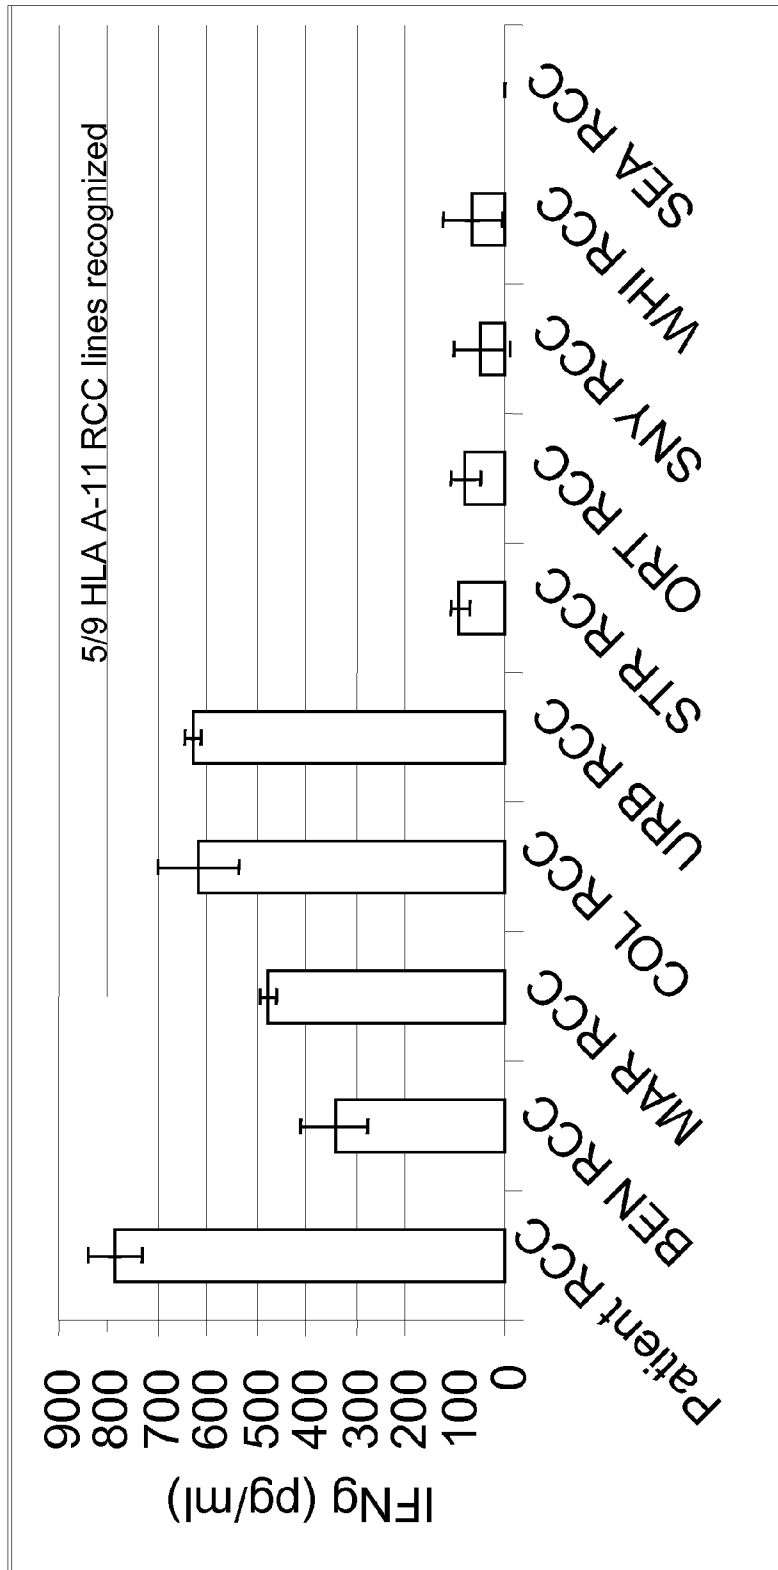 5/9 HLA A-11 RCC lines recognized
IFNg (pg/ml)
900
800
700
600
500
400
300
200
100
0
Patient RCC
BEN RCC
MAR RCC
COL RCC
URB RCC
STR RCC
ORT RCC
SNY RCC
WHI RCC
SEA RCC